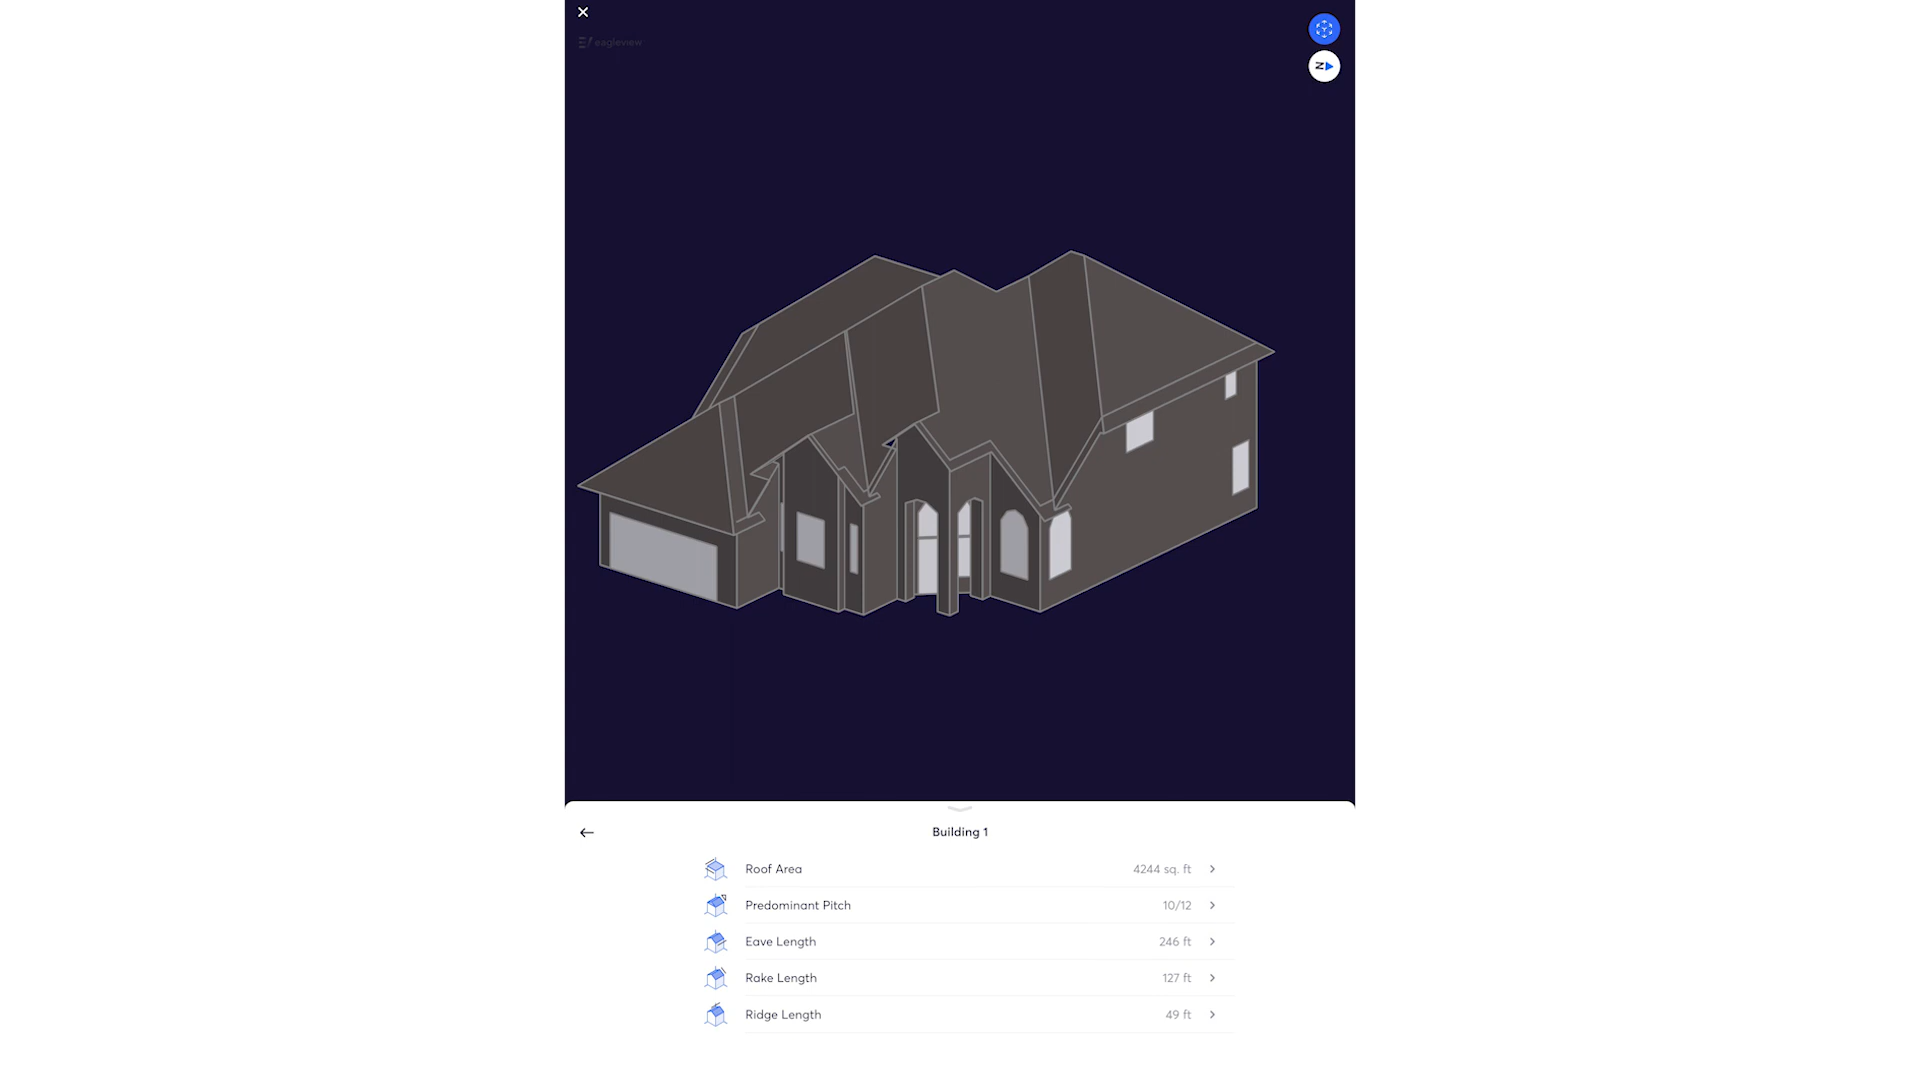 eagleview
N
Building 1
Roof Area 4244 sq. ft
Predominant Pitch 10/12
Eave Length 246 ft
Rake Length 127 ft
Ridge Length 49 ft